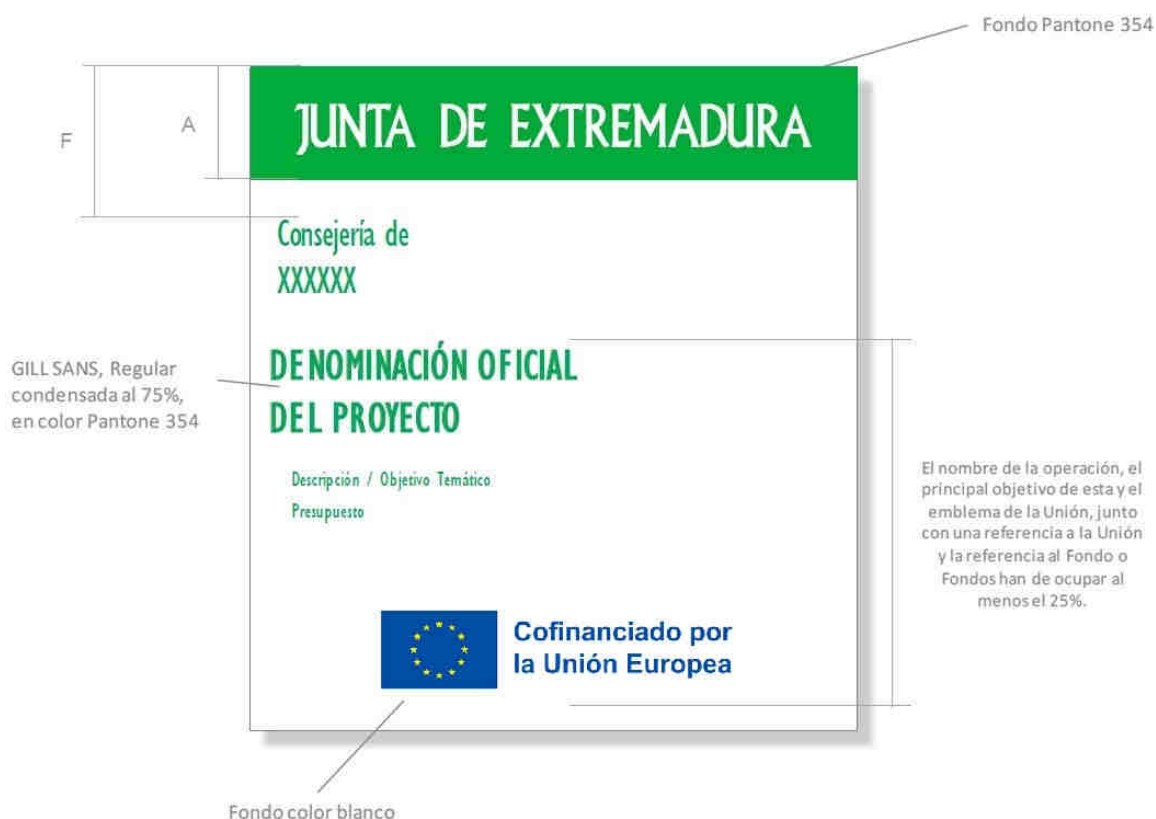 Fondo Pantone 354
F
A
JUNTA DE EXTREMADURA
Consejería de
XXXXXX
DENOMINACIÓN OFICIAL
DEL PROYECTO
GILL SANS, Regular
condensada al 75%,
en color Pantone 354
Descripción / Objetivo Temático
Presupuesto
El nombre de la operación, el
principal objetivo de esta y el
emblema de la Unión, junto
con una referencia a la Unión
y la referencia al Fondo o
Fondos han de ocupar al
menos el 25%.
Cofinanciado por
la Unión Europea
Fondo color blanco